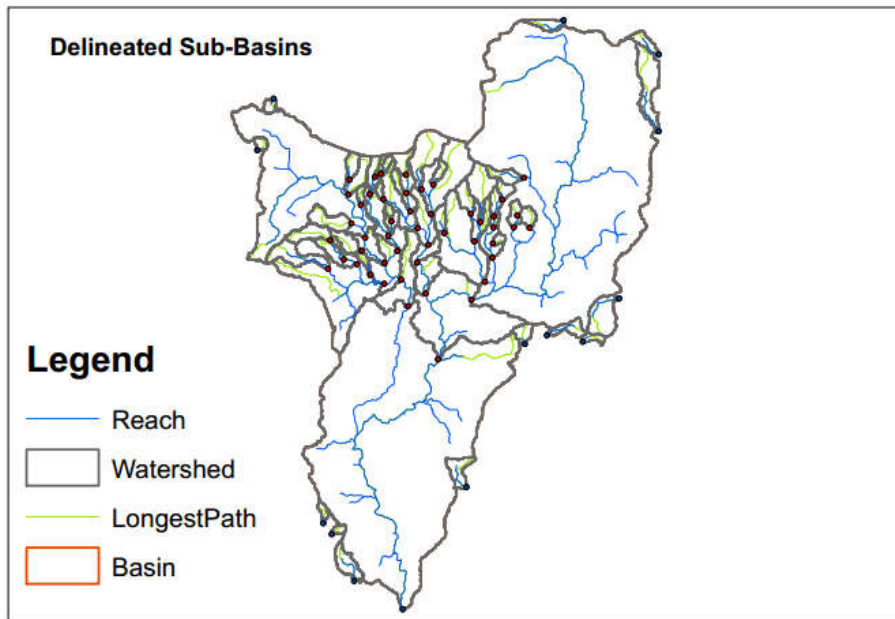 Delineated Sub-Basins
Legend
Reach
Watershed
LongestPath
Basin